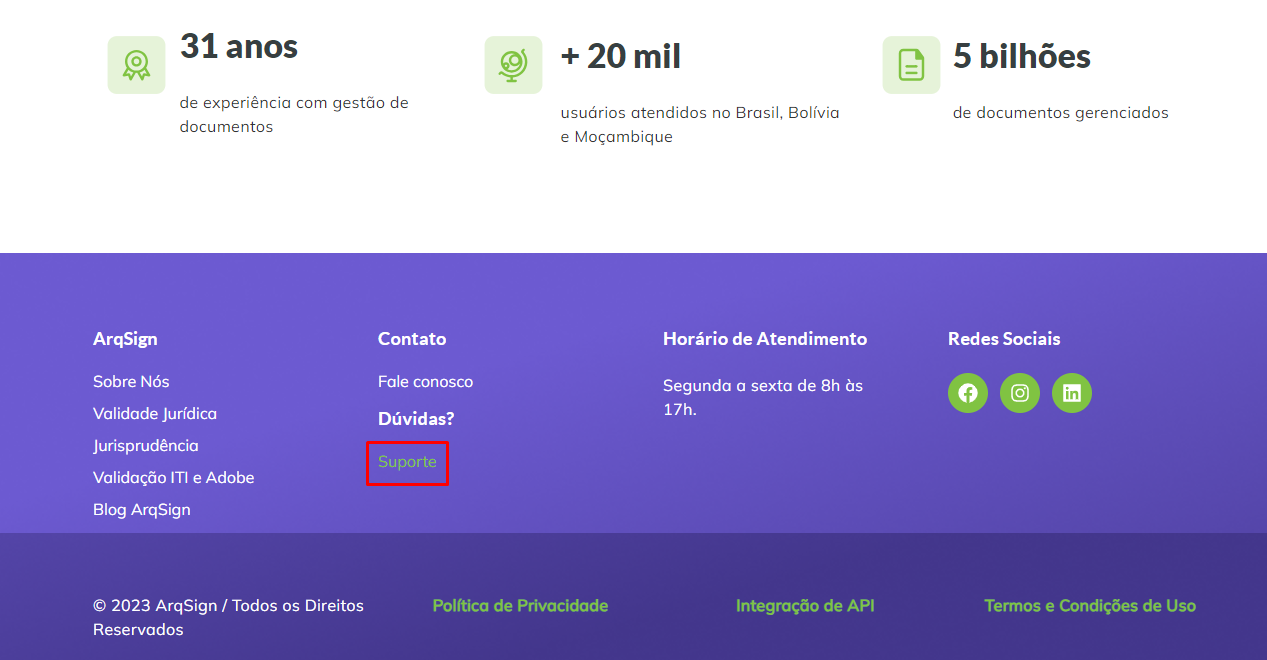 31 anos
de experiência com gestão de
documentos
+ 20 mil
usuários atendidos no Brasil, Bolívia
e Moçambique
5 bilhões
de documentos gerenciados
ArqSign
Sobre Nós
Validade Jurídica
Jurisprudência
Validação ITI e Adobe
Blog ArqSign
Contato
Fale conosco
Dúvidas?
Suporte
Horário de Atendimento
Segunda a sexta de 8h às
17h.
Redes Sociais
© 2023 ArqSign / Todos os Direitos
Reservados
Política de Privacidade
Integração de API
Termos e Condições de Uso